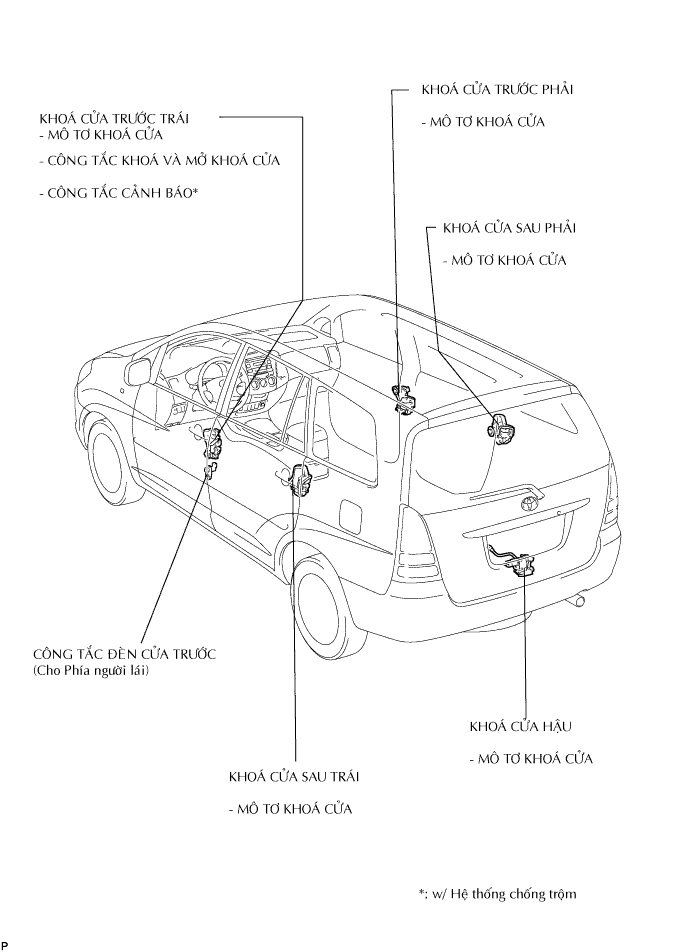 KHOÁ CỬA TRƯỚC TRÁI
- MÔ TƠ KHOÁ CỬA
- CÔNG TẮC KHOÁ VÀ MỞ KHOÁ CỬA
- CÔNG TẮC CẢNH BÁO*
KHOÁ CỬA TRƯỚC PHẢI
- MÔ TƠ KHOÁ CỬA
KHOÁ CỬA SAU PHẢI
- MÔ TƠ KHOÁ CỬA
CÔNG TẮC ĐÈN CỬA TRƯỚC
(Cho Phía người lái)
KHOÁ CỬA HẬU
- MÔ TƠ KHOÁ CỬA
KHOÁ CỬA SAU TRÁI
- MÔ TƠ KHOÁ CỬA
*: w/ Hệ thống chống trộm
P